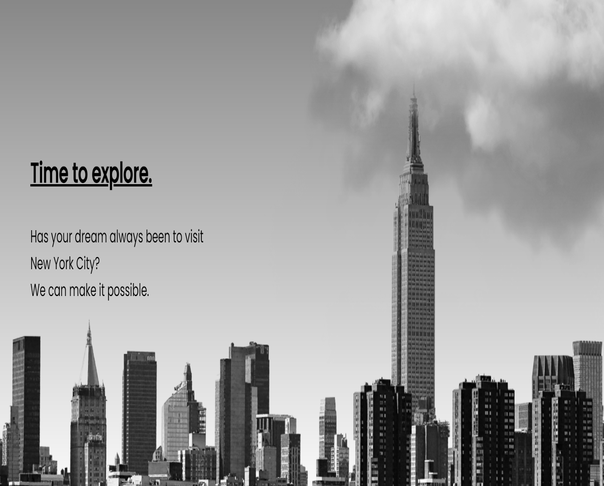 Time to explore.
Has your dream always been to visit
New York City?
We can make it possible.